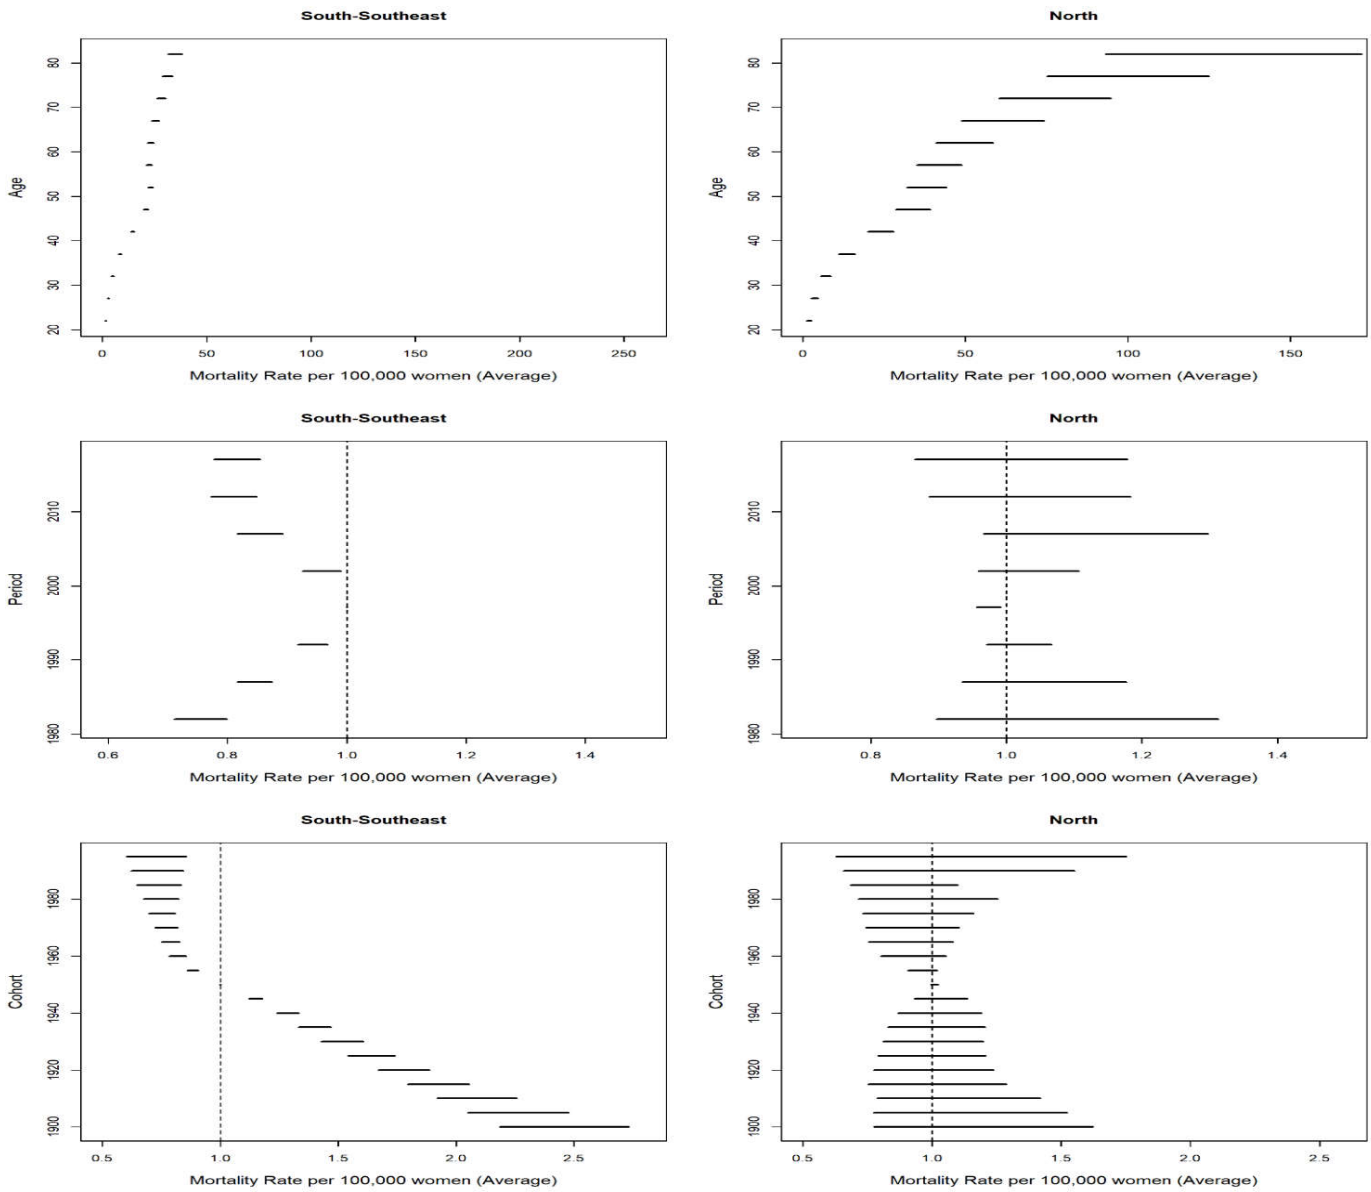 South-Southeast
Age
20 30 40 50 60 70 80
0 50 100 150 200 250
Mortality Rate per 100,000 women (Average)
North
Age
20 30 40 50 60 70 80
0 50 100 150
Mortality Rate per 100,000 women (Average)
South-Southeast
Period
1980 1990 2000 2010
0.6 0.8 1.0 1.2 1.4
Mortality Rate per 100,000 women (Average)
North
Period
1980 1990 2000 2010
0.8 1.0 1.2 1.4
Mortality Rate per 100,000 women (Average)
South-Southeast
Cohort
1900 1920 1940 1960 1980
0.5 1.0 1.5 2.0 2.5
Mortality Rate per 100,000 women (Average)
North
Cohort
1900 1920 1940 1960 1980
0.5 1.0 1.5 2.0 2.5
Mortality Rate per 100,000 women (Average)